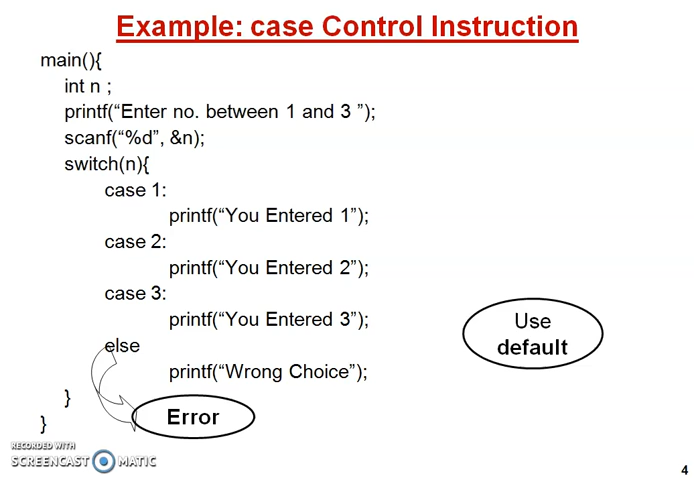 Example: case Control Instruction
main(){
int n ;
printf(“Enter no. between 1 and 3 ”);
scanf(“%d”, &n);
switch(n){
case 1:
printf(“You Entered 1”);
case 2:
printf(“You Entered 2”);
case 3:
printf(“You Entered 3”);
else
printf(“Wrong Choice”);
}
}
Use
default
Error
RECORDED WITH
SCREENCAST MATIC
4